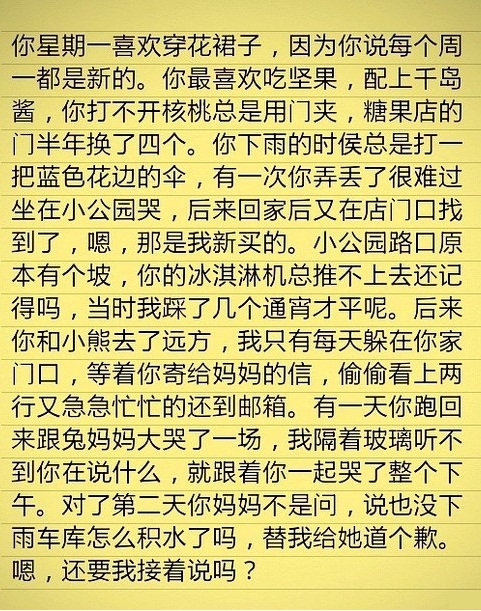 你星期一喜欢穿花裙子，因为你说每个周
一都是新的。你最喜欢吃坚果，配上千岛
酱，你打不开核桃总是用门夹，糖果店的
门半年换了四个。你下雨的时侯总是打一
把蓝色花边的伞，有一次你弄丢了很难过
坐在小公园哭，后来回家后又在店门口找
到了，嗯，那是我新买的。小公园路口原
本有个坡，你的冰淇淋机总推不上去还记
得吗，当时我踩了几个通宵才平呢。后来
你和小熊去了远方，我只有每天躲在你家
门口，等着你寄给妈妈的信，偷偷看上两
行又急急忙忙的还到邮箱。有一天你跑回
来跟兔妈妈大哭了一场，我隔着玻璃听不
到你在说什么，就跟着你一起哭了整个下
午。对了第二天你妈妈不是问，说也没下
雨车库怎么积水了吗，替我给她道个歉。
嗯，还要我接着说吗？